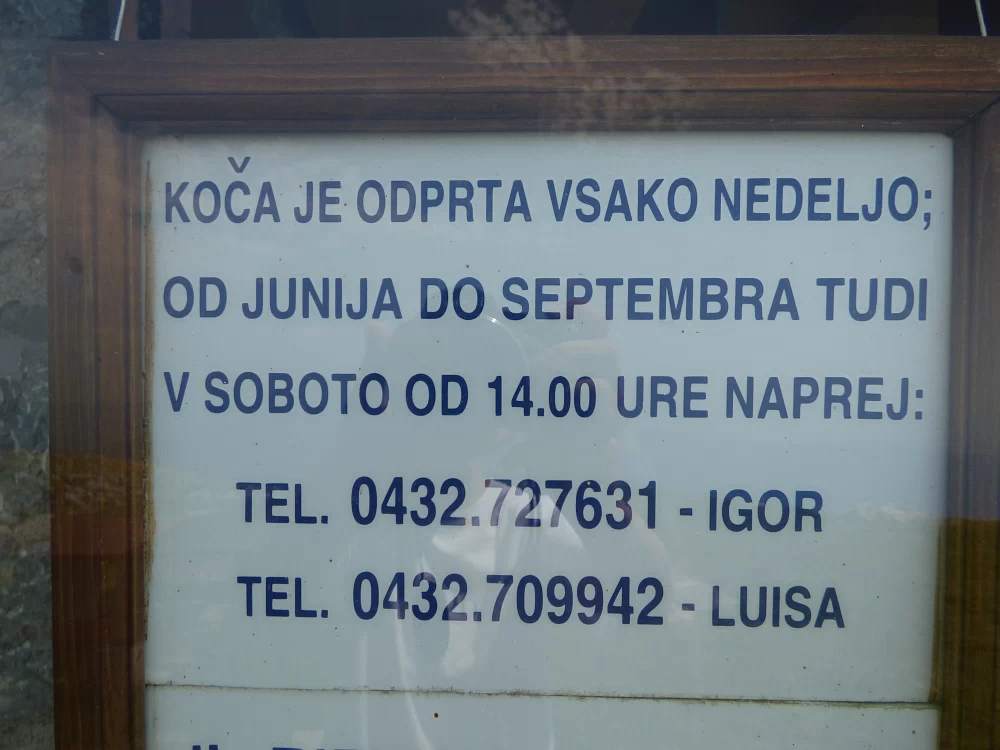 KOČA JE ODPRTA VSAKO NEDELJO;
OD JUNIJA DO SEPTEMBRA TUDI
V SOBOTO OD 14.00 URE NAPREJ:
TEL. 0432.727631 - IGOR
TEL. 0432.709942 - LUISA